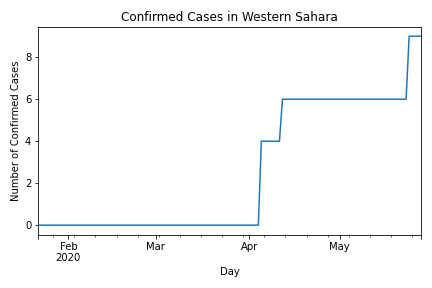 Confirmed Cases in Western Sahara
Number of Confirmed Cases
8
6
4
2
0
Feb
2020
Mar
Apr
May
Day